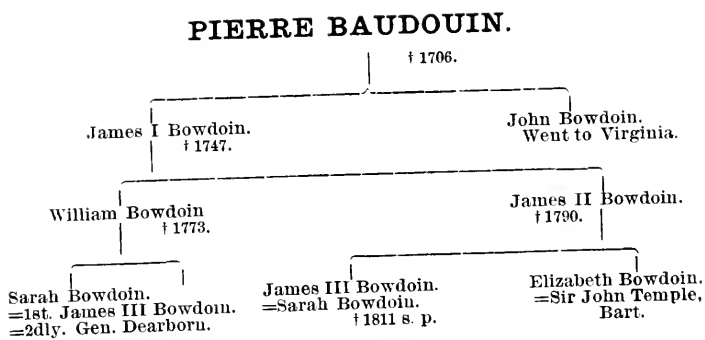 PIERRE BAUDOUIN.
† 1706.
James I Bowdoin.
† 1747.
John Bowdoin.
Went to Virginia.
William Bowdoin
† 1773.
James II Bowdoin.
† 1790.
Sarah Bowdoin.
=1st. James III Bowdoin.
=2dly. Gen. Dearborn.
James III Bowdoin.
=Sarah Bowdoin.
† 1811 s. p.
Elizabeth Bowdoin.
=Sir John Temple,
Bart.